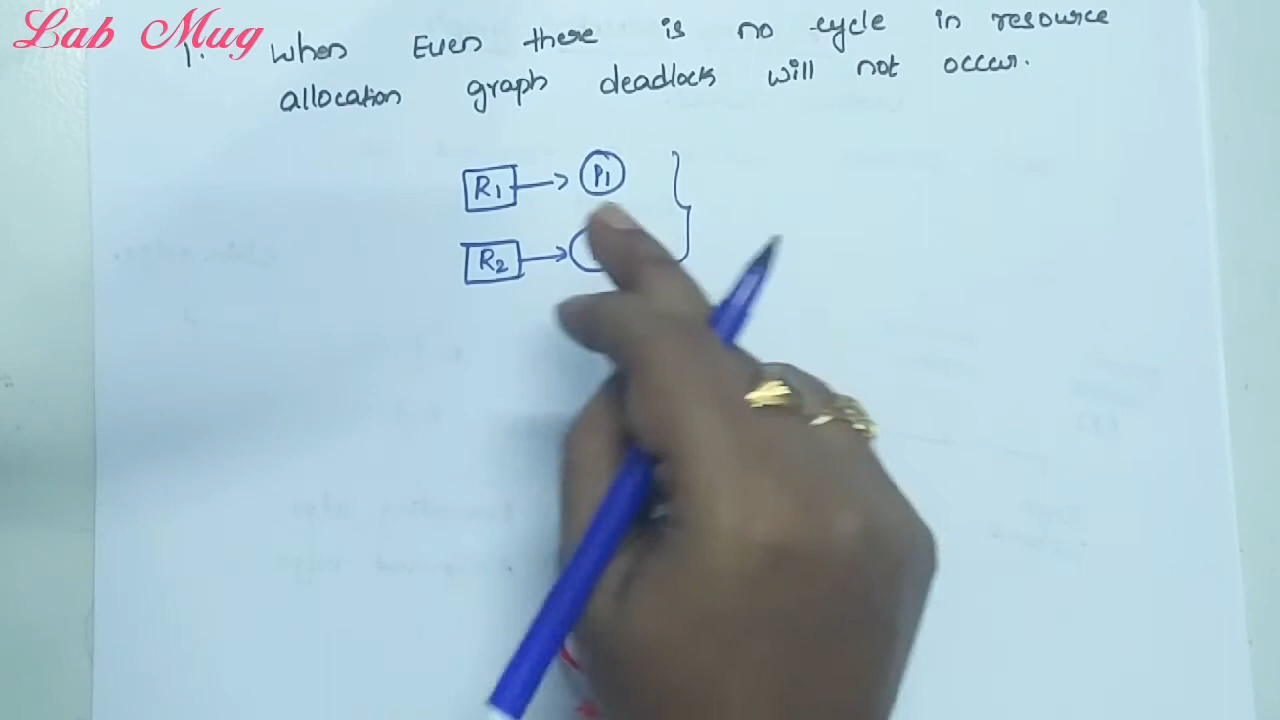 Lab Mug
1. When Even there is no cycle in resource
allocation graph deadlock will not occur.
R1 P1
R2